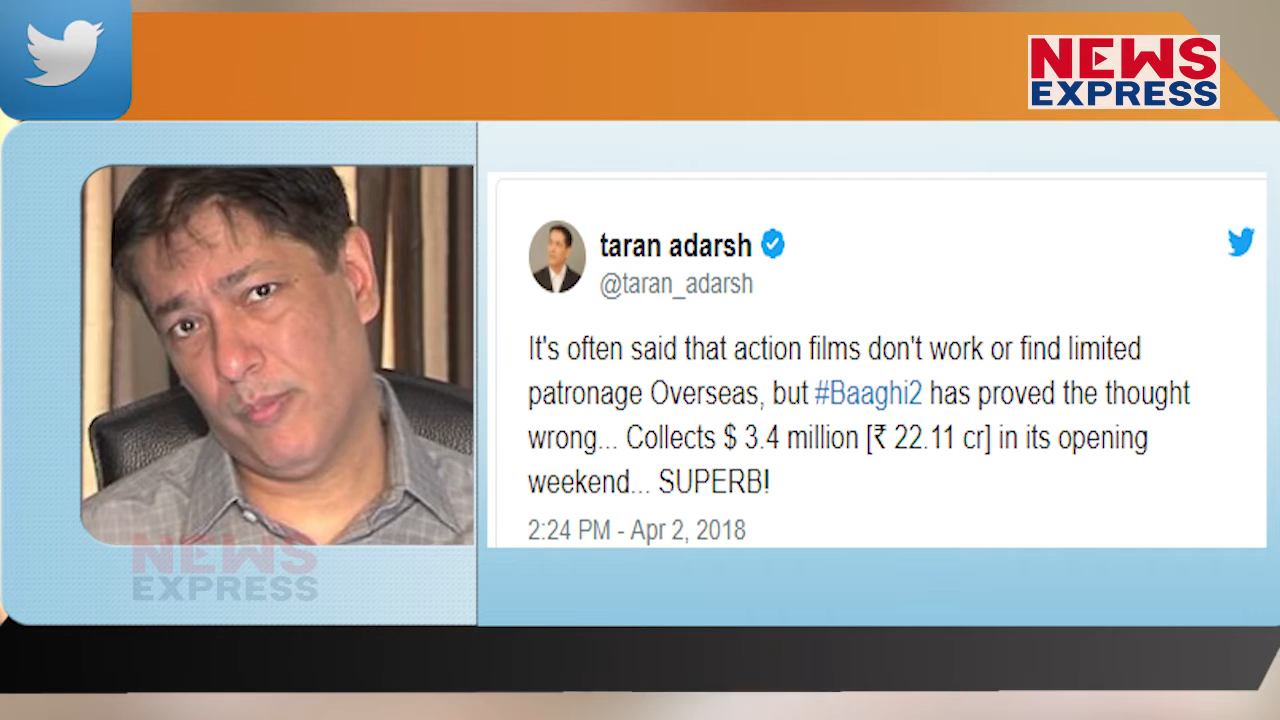 NEWS
EXPRESS
taran adarsh
@taran_adarsh
It's often said that action films don't work or find limited
patronage Overseas, but #Baaghi2 has proved the thought
wrong... Collects $ 3.4 million [₹ 22.11 cr] in its opening
weekend... SUPERB!
2:24 PM - Apr 2, 2018
NEWS
EXPRESS